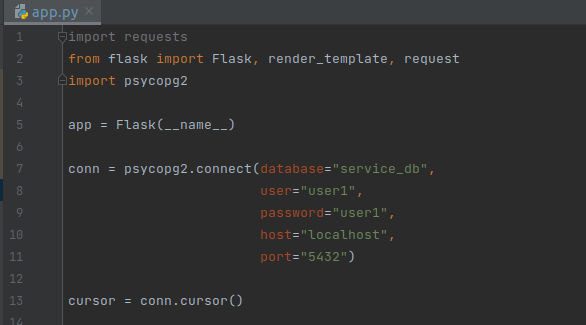 app.py
1 import requests
2 from flask import Flask, render_template, request
3 import psycopg2
4
5 app = Flask(__name__)
6
7 conn = psycopg2.connect(database="service_db",
8 user="user1",
9 password="user1",
10 host="localhost",
11 port="5432")
12
13 cursor = conn.cursor()
14